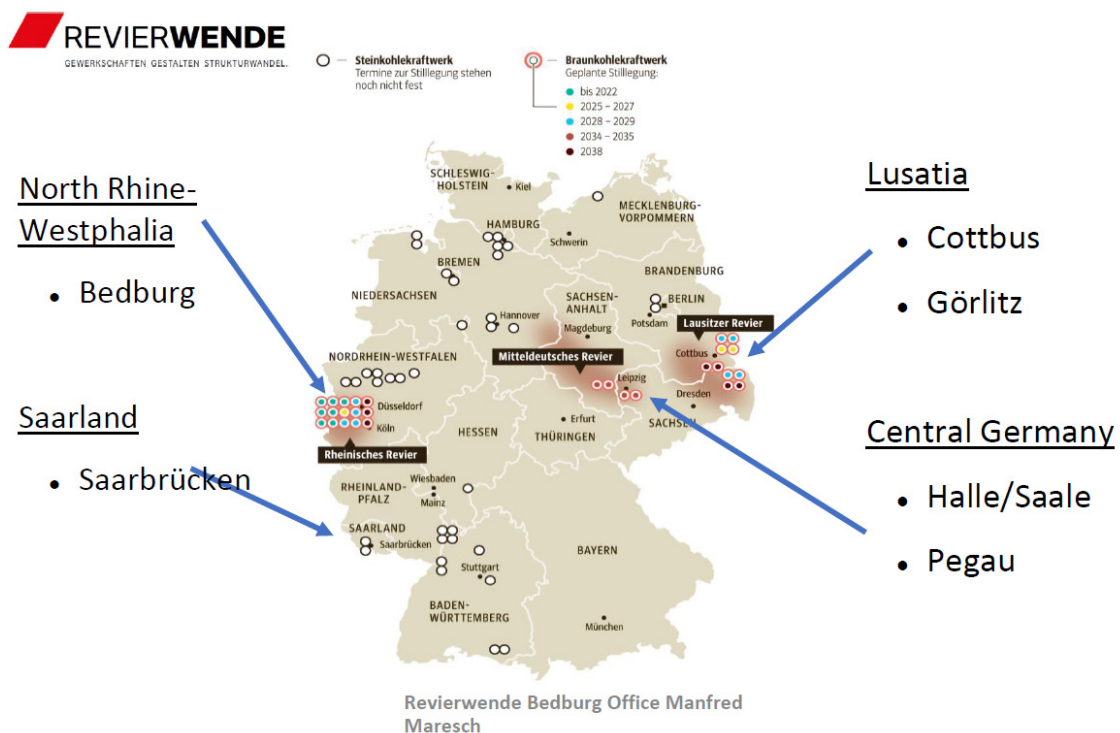 REVIERWENDE
GEWERKSCHAFTEN GESTALTEN STRUKTURWANDEL.
Steinkohlekraftwerk
Termine zur Stilllegung stehen
noch nicht fest
Braunkohlekraftwerk
Geplante Stilllegung:
bis 2022
2025 – 2027
2028 – 2029
2034 – 2035
2038
North Rhine-
Westphalia
• Bedburg
Saarland
• Saarbrücken
SCHLESWIG-
HOLSTEIN
Kiel
MECKLENBURG-
VORPOMMERN
HAMBURG
Schwerin
BREMEN
BRANDENBURG
NIEDERSACHSEN
SACHSEN-
ANHALT
BERLIN
Hannover
Potsdam
Magdeburg
Lausitzer Revier
NORDRHEIN-WESTFALEN
Mitteldeutsches Revier
Cottbus
Leipzig
Düsseldorf
Dresden
Köln
Erfurt
SACHSEN
HESSEN
THÜRINGEN
Rheinisches Revier
Wiesbaden
RHEINLAND-
PFALZ
Mainz
SAARLAND
Saarbrücken
BAYERN
Stuttgart
BADEN-
WÜRTTEMBERG
München
Lusatia
• Cottbus
• Görlitz
Central Germany
• Halle/Saale
• Pegau
Revierwende Bedburg Office Manfred
Maresch